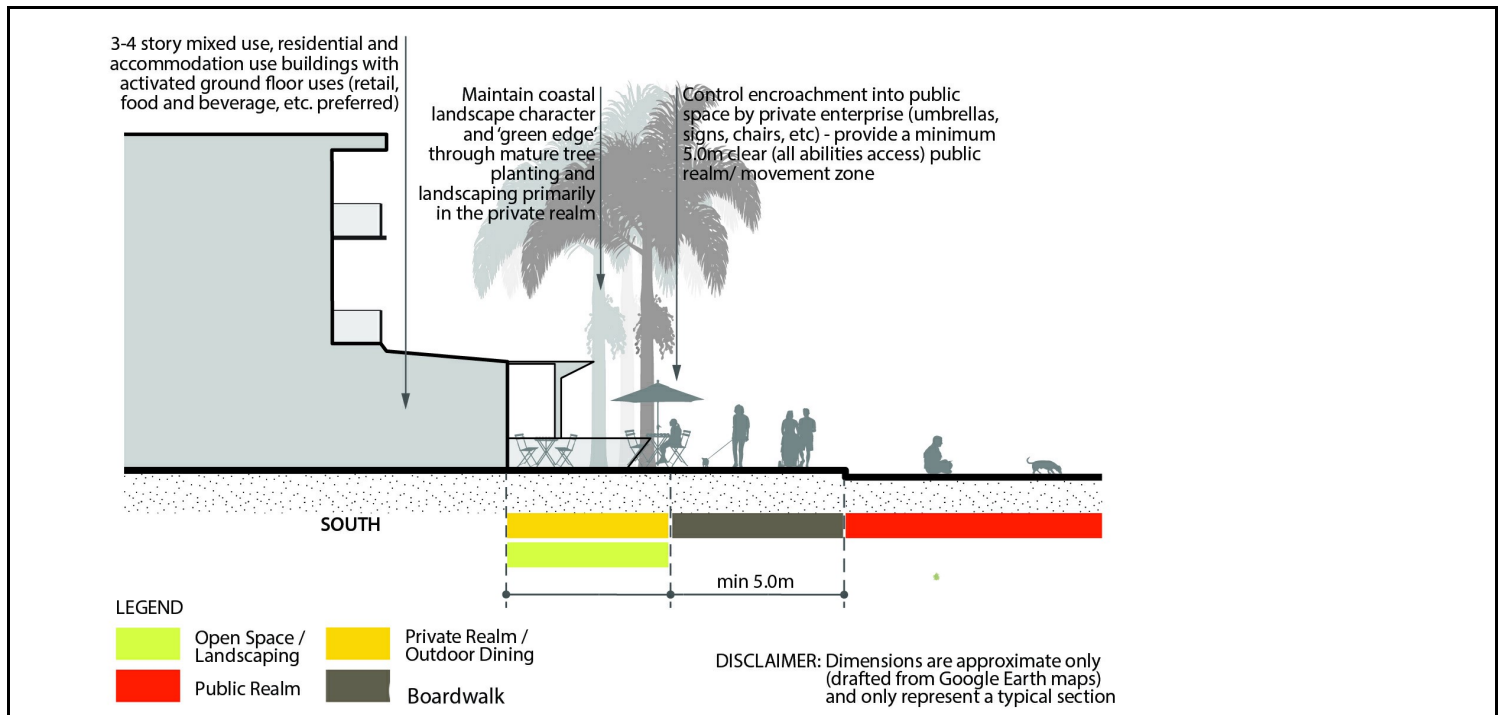 3-4 story mixed use, residential and
accommodation use buildings with
activated ground floor uses (retail,
food and beverage, etc. preferred)
Maintain coastal
landscape character
and ‘green edge’
through mature tree
planting and
landscaping primarily
in the private realm
Control encroachment into public
space by private enterprise (umbrellas,
signs, chairs, etc) - provide a minimum
5.0m clear (all abilities access) public
realm/ movement zone
SOUTH
min 5.0m
LEGEND
Open Space /
Landscaping
Private Realm /
Outdoor Dining
Public Realm
Boardwalk
DISCLAIMER: Dimensions are approximate only
(drafted from Google Earth maps)
and only represent a typical section